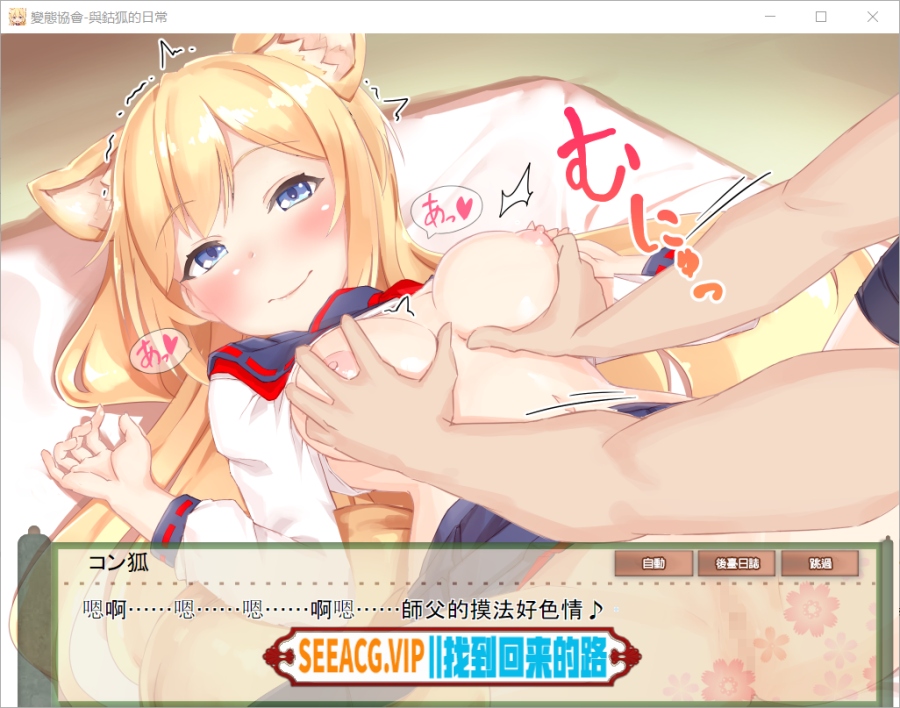 變態協會-與鈷狐的日常
むにゅっ
あっ♥
あっ♥
コン狐
自動
後臺日誌
跳過
嗯啊……嗯……嗯……啊嗯……師父的摸法好色情♪
SEEACG.VIP||找到回来的路